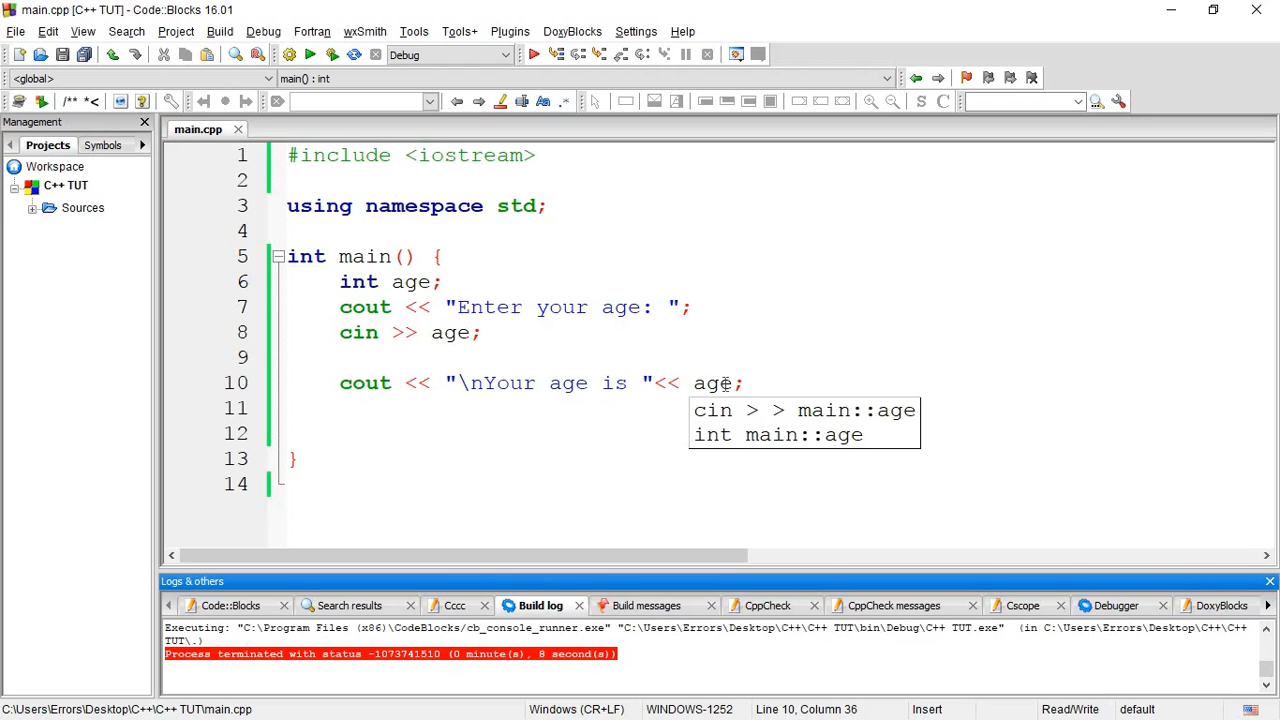 main.cpp [C++ TUT] - Code::Blocks 16.01
File Edit View Search Project Build Debug Fortran wxSmith Tools Tools+ Plugins DoxyBlocks Settings Help
Debug
<global> main() : int
/** *< Aa .* S C
Management
main.cpp
Projects Symbols
Workspace
C++ TUT
Sources
1 #include <iostream>
2
3 using namespace std;
4
5 int main() {
6 int age;
7 cout << "Enter your age: ";
8 cin >> age;
9
10 cout << "\nYour age is "<< age;
11 cin > > main::age
12 int main::age
13 }
14
Logs & others
Code::Blocks Search results Cccc Build log Build messages CppCheck CppCheck messages Cscope Debugger DoxyBlocks
Executing: "C:\Program Files (x86)\CodeBlocks/cb_console_runner.exe" "C:\Users\Errors\Desktop\C++\C++ TUT\bin\Debug\C++ TUT.exe"  (in C:\Users\Errors\Desktop\C++\C++
TUT\.)
Process terminated with status -1073741510 (0 minute(s), 8 second(s))
C:\Users\Errors\Desktop\C++\C++ TUT\main.cpp Windows (CR+LF) WINDOWS-1252 Line 10, Column 36 Insert Read/Write default